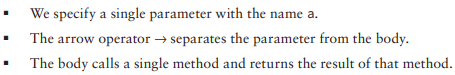 ▪ We specify a single parameter with the name a.
▪ The arrow operator → separates the parameter from the body.
▪ The body calls a single method and returns the result of that method.